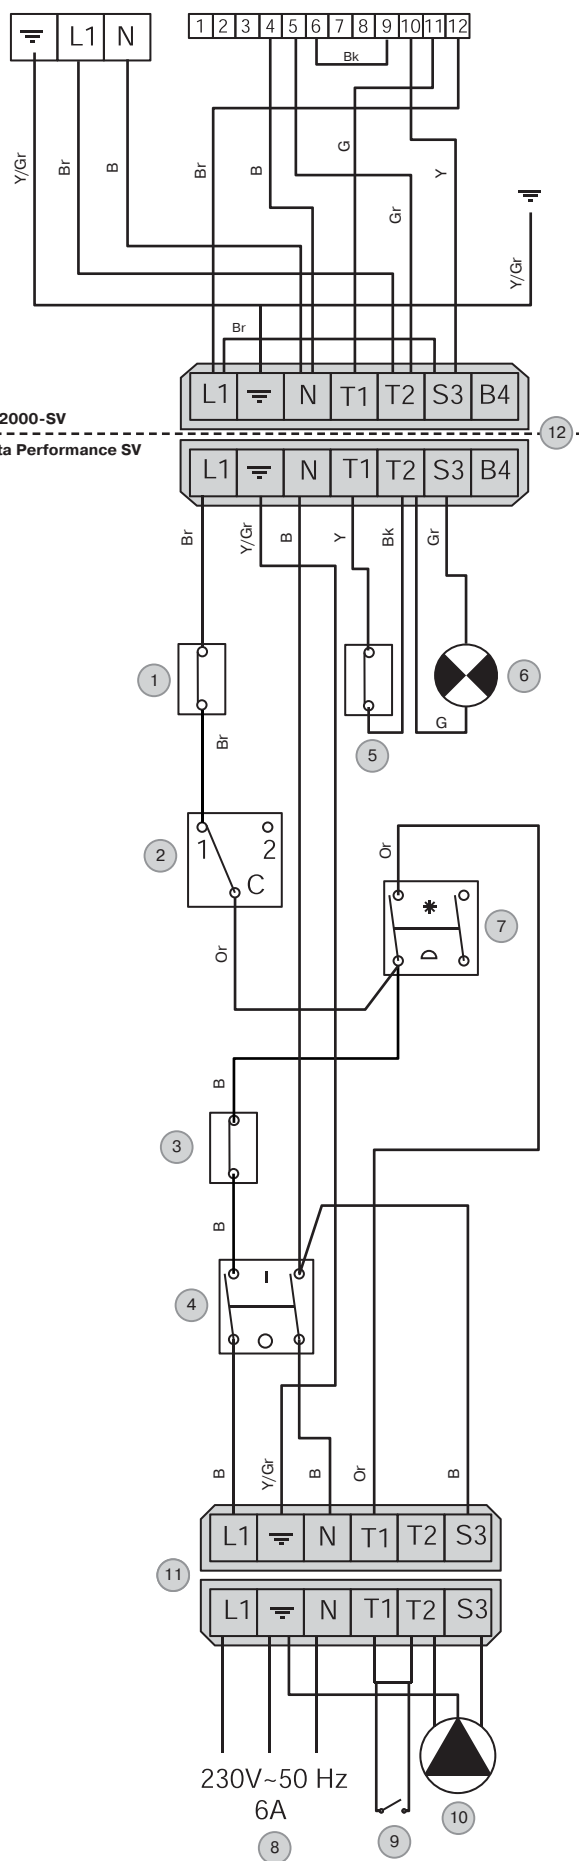 L1 N
1 2 3 4 5 6 7 8 9 10 11 12
Bk
Y/Gr Br B Br B G Gr Y Y/Gr
Br
L1 N T1 T2 S3 B4
2000-SV
12
ta Performance SV
L1 N T1 T2 S3 B4
Br Y/Gr B Y Bk Gr
1
6
G
5
Br
2
1 2
C
Or
7
Or
B
3
B
4
I
B Y/Gr B Or B
L1 N T1 T2 S3
11
L1 N T1 T2 S3
230V~50 Hz
6A
8
9
10